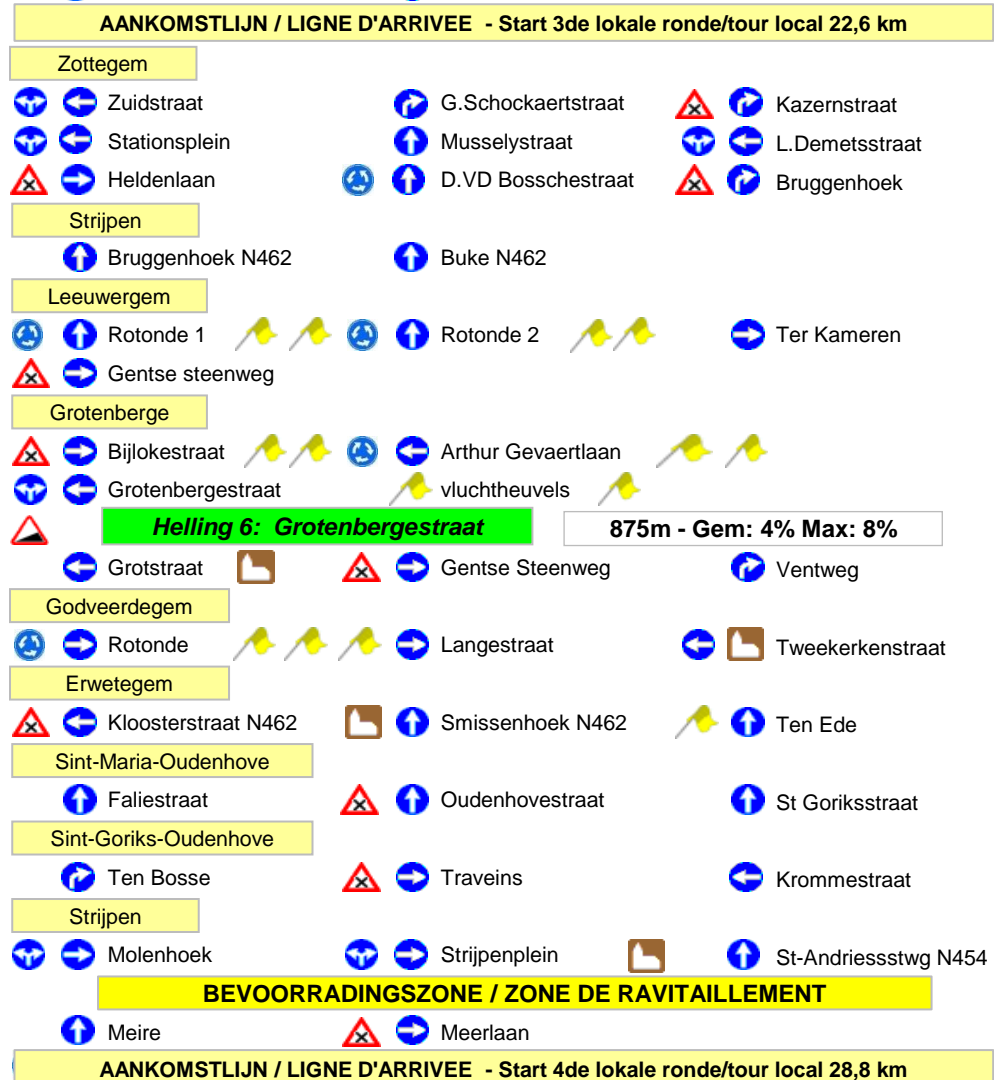 AANKOMSTLIJN / LIGNE D'ARRIVEE - Start 3de lokale ronde/tour local 22,6 km
Zottegem
Zuidstraat G.Schockaertstraat Kazernstraat
Stationsplein Musselystraat L.Demetsstraat
Heldenlaan D.VD Bosschestraat Bruggenhoek
Strijpen
Bruggenhoek N462 Buke N462
Leeuwergem
Rotonde 1 Rotonde 2 Ter Kameren
Gentse steenweg
Grotenberge
Bijlokestraat Arthur Gevaertlaan
Grotenbergestraat vluchtheuvels
Helling 6: Grotenbergestraat 875m - Gem: 4% Max: 8%
Grotstraat Gentse Steenweg Ventweg
Godveerdegem
Rotonde Langestraat Tweekerkenstraat
Erwetegem
Kloosterstraat N462 Smissenhoek N462 Ten Ede
Sint-Maria-Oudenhove
Faliestraat Oudenhovestraat St Goriksstraat
Sint-Goriks-Oudenhove
Ten Bosse Traveins Krommestraat
Strijpen
Molenhoek Strijpenplein St-Andriessstwg N454
BEVOORRADINGSZONE / ZONE DE RAVITAILLEMENT
Meire Meerlaan
AANKOMSTLIJN / LIGNE D'ARRIVEE - Start 4de lokale ronde/tour local 28,8 km